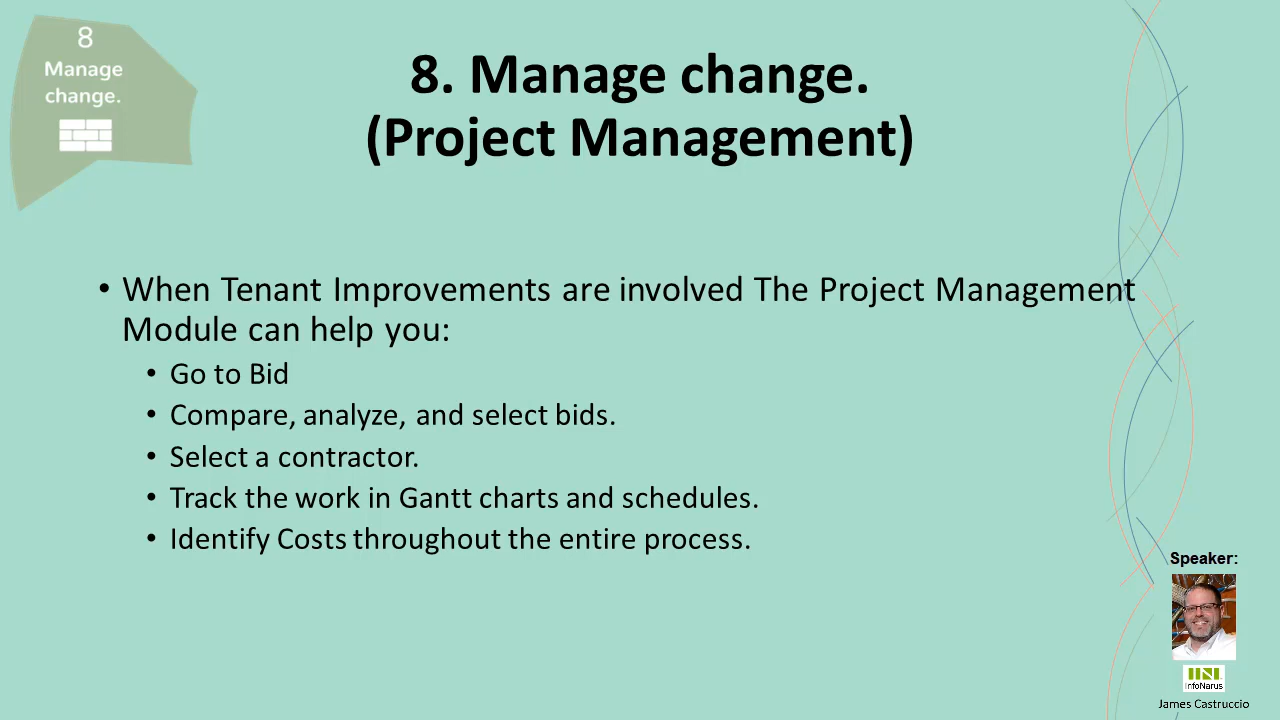 8
Manage
change.
8. Manage change.
(Project Management)
• When Tenant Improvements are involved The Project Management
Module can help you:
• Go to Bid
• Compare, analyze, and select bids.
• Select a contractor.
• Track the work in Gantt charts and schedules.
• Identify Costs throughout the entire process.
Speaker:
InfoNarus
James Castruccio